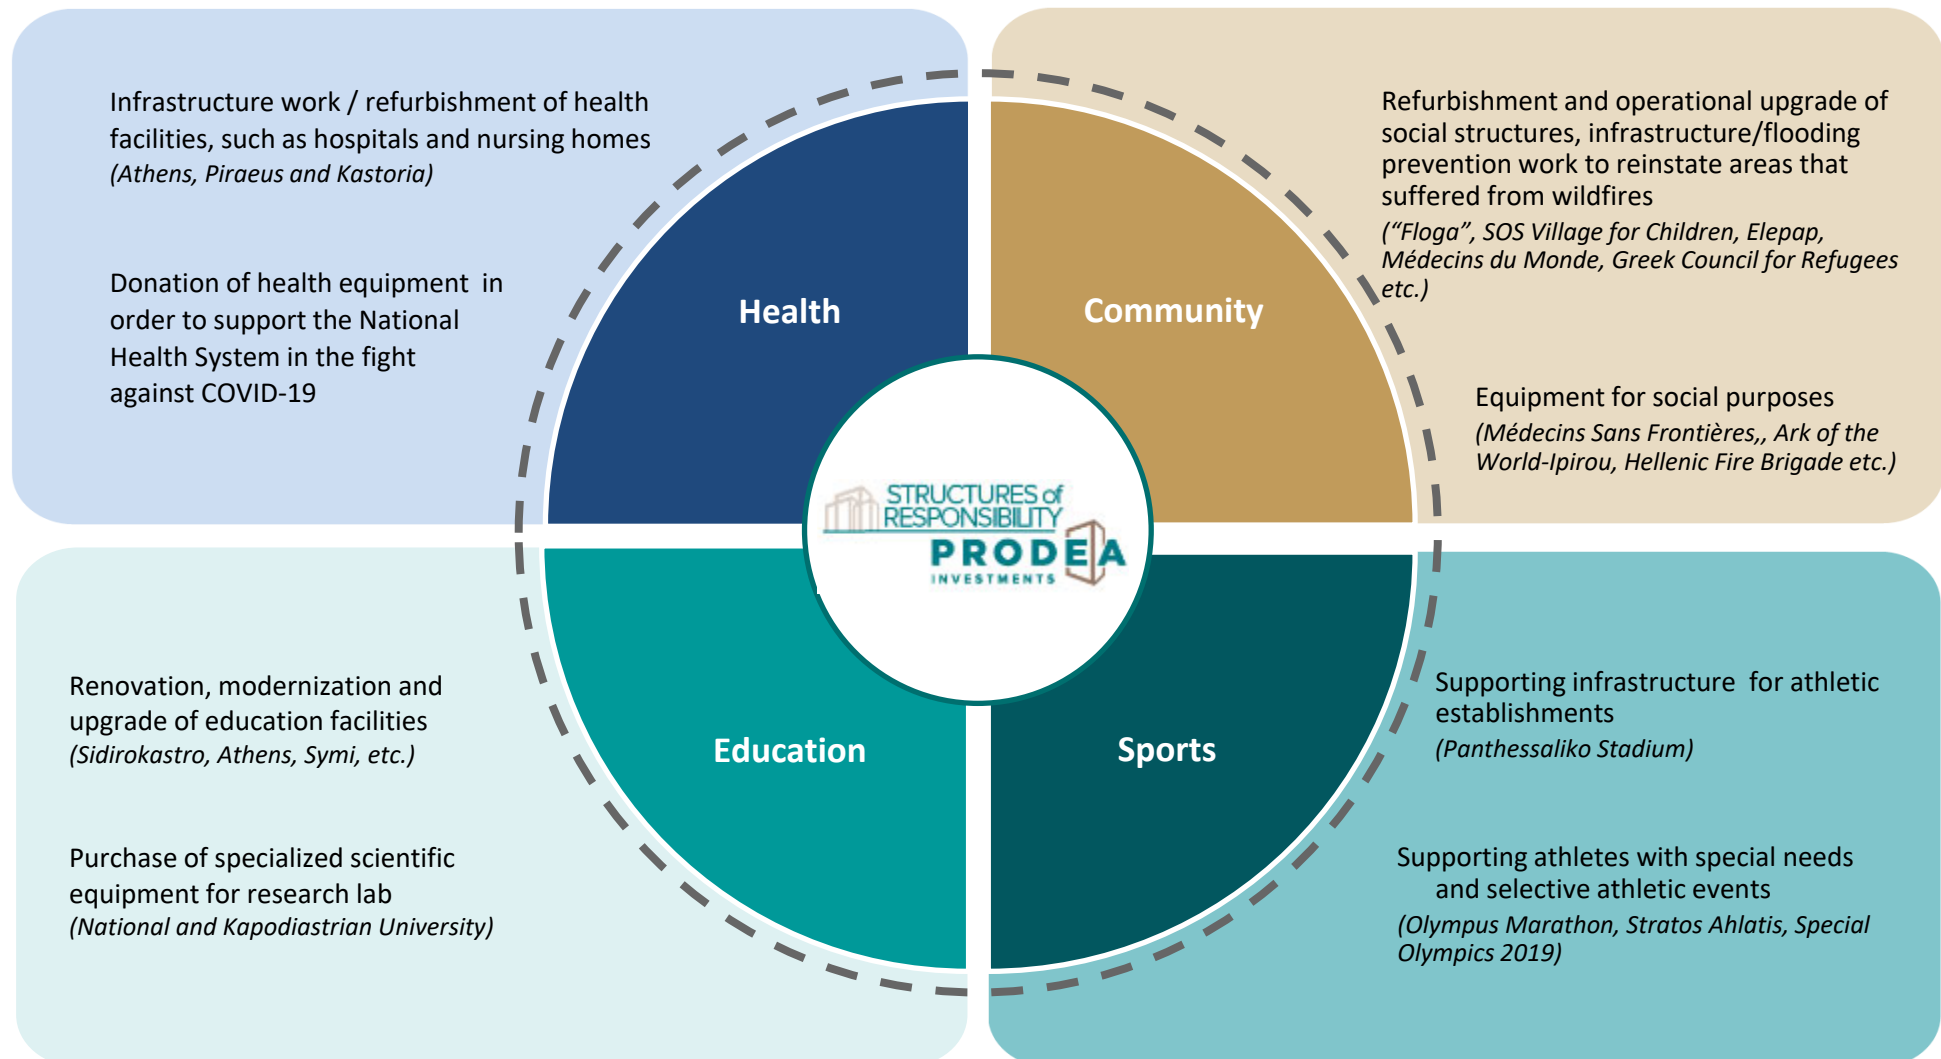 Infrastructure work / refurbishment of health
facilities, such as hospitals and nursing homes
(Athens, Piraeus and Kastoria)
Donation of health equipment  in
order to support the National
Health System in the fight
against COVID-19
Health
Refurbishment and operational upgrade of
social structures, infrastructure/flooding
prevention work to reinstate areas that
suffered from wildfires
(“Floga”, SOS Village for Children, Elepap,
Médecins du Monde, Greek Council for Refugees
etc.)
Equipment for social purposes
(Médecins Sans Frontières,, Ark of the
World-Ipirou, Hellenic Fire Brigade etc.)
Community
STRUCTURES of
RESPONSIBILITY
PRODEA
INVESTMENTS
Renovation, modernization and
upgrade of education facilities
(Sidirokastro, Athens, Symi, etc.)
Purchase of specialized scientific
equipment for research lab
(National and Kapodiastrian University)
Education
Sports
Supporting infrastructure  for athletic
establishments
(Panthessaliko Stadium)
Supporting athletes with special needs
and selective athletic events
(Olympus Marathon, Stratos Ahlatis, Special
Olympics 2019)